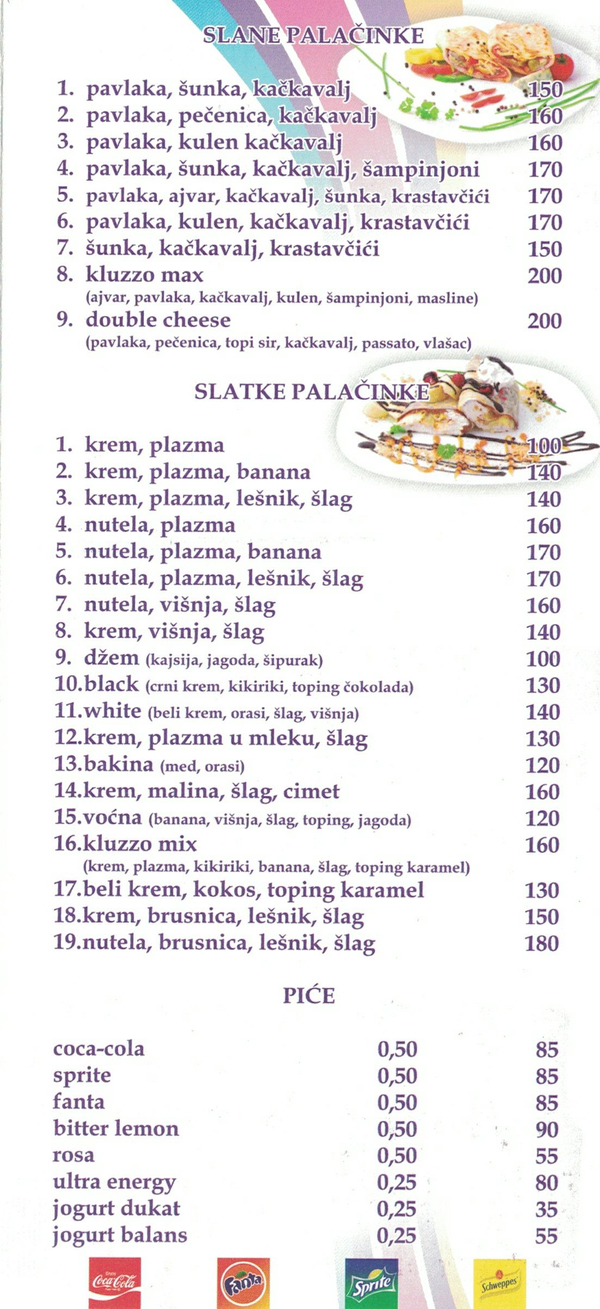 SLANE PALAČINKE
1. pavlaka, šunka, kačkavalj 150
2. pavlaka, pečenica, kačkavalj 160
3. pavlaka, kulen kačkavalj 160
4. pavlaka, šunka, kačkavalj, šampinjoni 170
5. pavlaka, ajvar, kačkavalj, šunka, krastavčići 170
6. pavlaka, kulen, kačkavalj, krastavčići 170
7. šunka, kačkavalj, krastavčići 150
8. kluzzo max 200
(ajvar, pavlaka, kačkavalj, kulen, šampinjoni, masline)
9. double cheese 200
(pavlaka, pečenica, topi sir, kačkavalj, passato, vlašac)
SLATKE PALAČINKE
1. krem, plazma 100
2. krem, plazma, banana 140
3. krem, plazma, lešnik, šlag 140
4. nutela, plazma 160
5. nutela, plazma, banana 170
6. nutela, plazma, lešnik, šlag 170
7. nutela, višnja, šlag 160
8. krem, višnja, šlag 140
9. džem (kajsija, jagoda, šipurak) 100
10.black (crni krem, kikiriki, toping čokolada) 130
11.white (beli krem, orasi, šlag, višnja) 140
12.krem, plazma u mleku, šlag 130
13.bakina (med, orasi) 120
14.krem, malina, šlag, cimet 160
15.voćna (banana, višnja, šlag, toping, jagoda) 120
16.kluzzo mix 160
(krem, plazma, kikiriki, banana, šlag, toping karamel)
17.beli krem, kokos, toping karamel 130
18.krem, brusnica, lešnik, šlag 150
19.nutela, brusnica, lešnik, šlag 180
PIĆE
coca-cola 0,50 85
sprite 0,50 85
fanta 0,50 85
bitter lemon 0,50 90
rosa 0,50 55
ultra energy 0,25 80
jogurt dukat 0,25 35
jogurt balans 0,25 55
Coca-Cola Fanta Sprite Schweppes